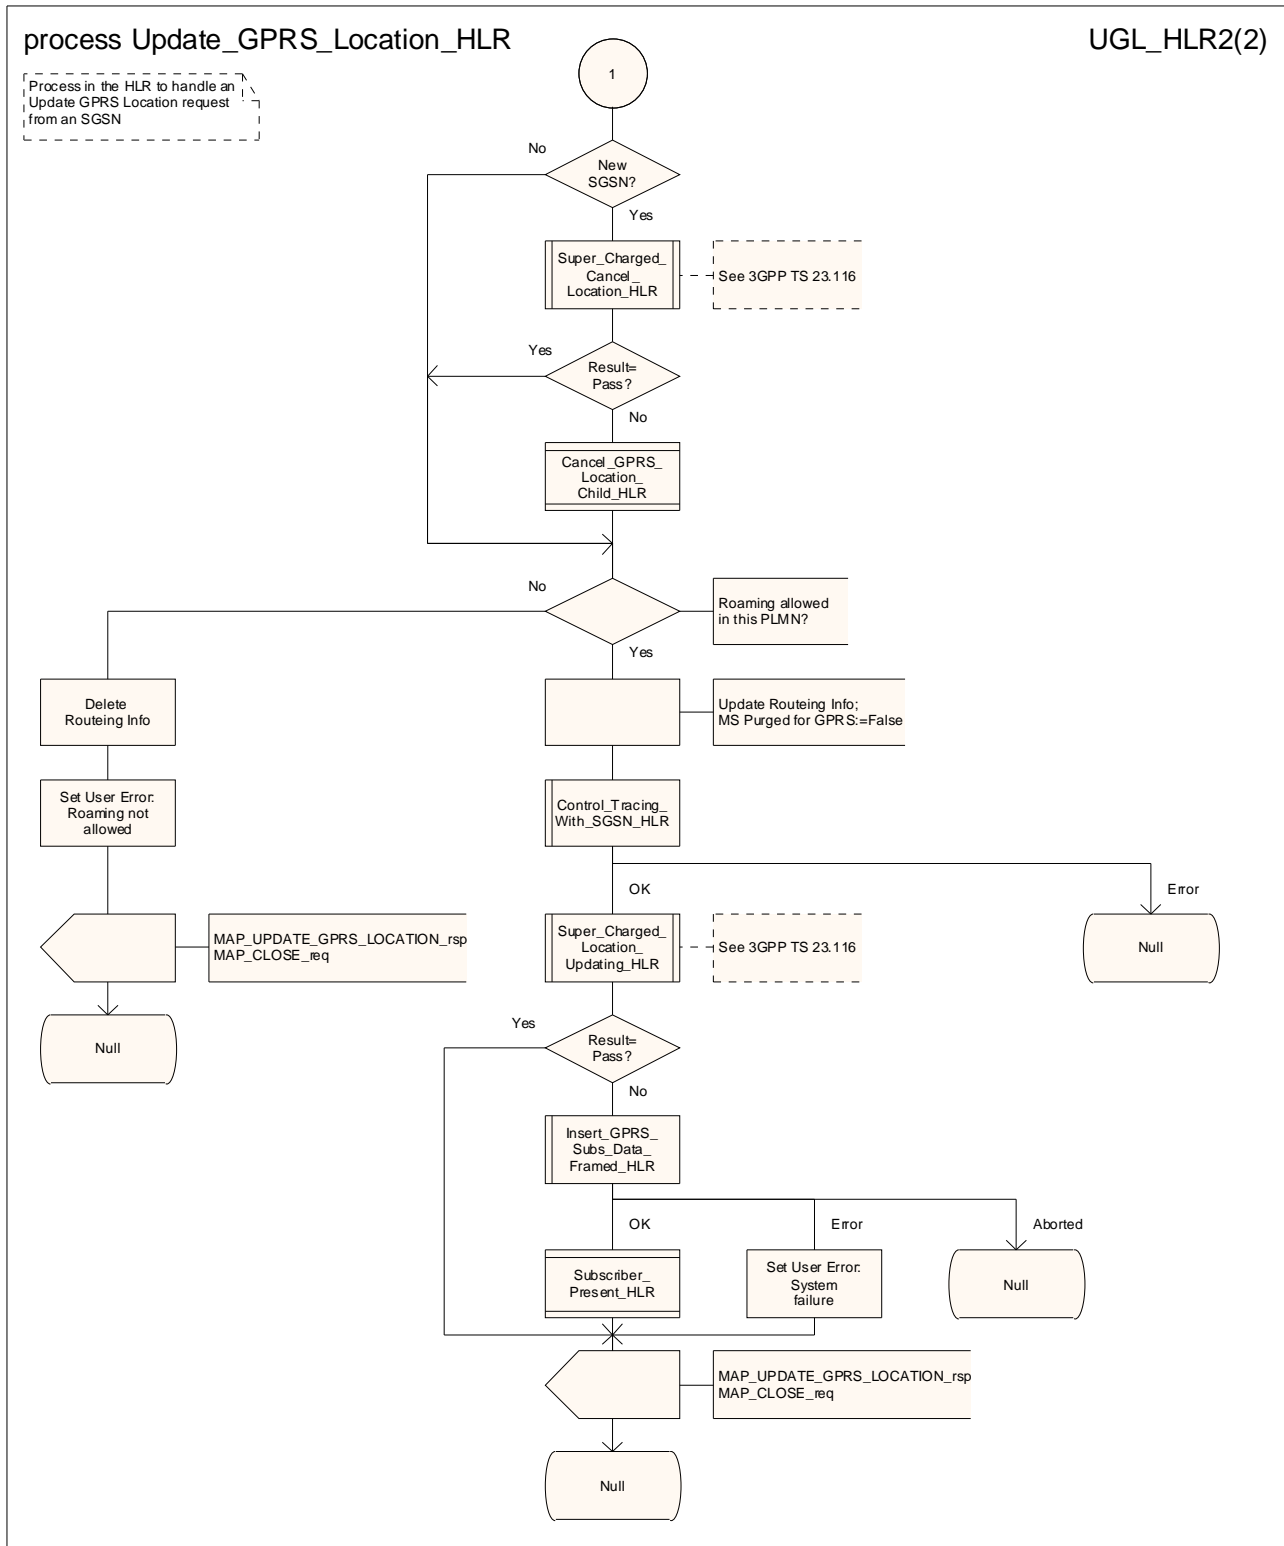 process Update_GPRS_Location_HLR
UGL_HLR2(2)
Process in the HLR to handle an
Update GPRS Location request
from an SGSN
1
No
New
SGSN?
Yes
Super_Charged_
Cancel_
Location_HLR
See 3GPP TS 23.116
Yes
Result=
Pass?
No
Cancel_GPRS_
Location_
Child_HLR
No
Roaming allowed
in this PLMN?
Yes
Delete
Routeing Info
Update Routeing Info;
MS Purged for GPRS:=False
Set User Error:
Roaming not
allowed
Control_Tracing_
With_SGSN_HLR
OK
Error
MAP_UPDATE_GPRS_LOCATION_rsp
MAP_CLOSE_req
Super_Charged_
Location_
Updating_HLR
See 3GPP TS 23.116
Null
Null
Yes
Result=
Pass?
No
Insert_GPRS_
Subs_Data_
Framed_HLR
OK
Error
Aborted
Subscriber_
Present_HLR
Set User Error:
System
failure
Null
MAP_UPDATE_GPRS_LOCATION_rsp
MAP_CLOSE_req
Null